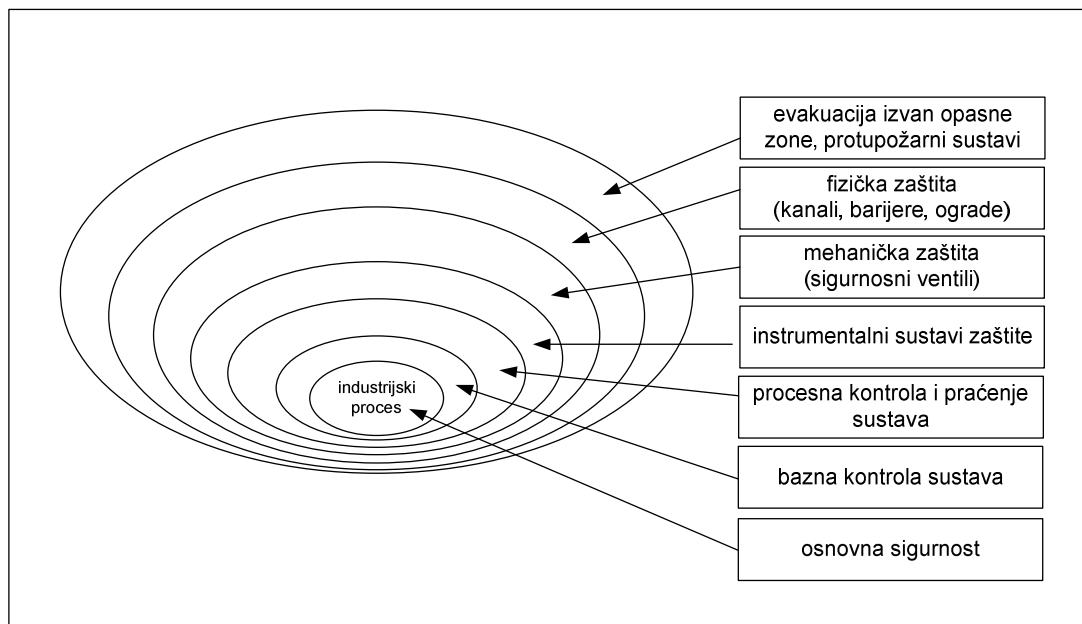 evakuacija izvan opasne
zone, protupožarni sustavi
fizička zaštita
(kanali, barijere, ograde)
mehanička zaštita
(sigurnosni ventili)
instrumentalni sustavi zaštite
procesna kontrola i praćenje
sustava
bazna kontrola sustava
osnovna sigurnost
industrijski
proces